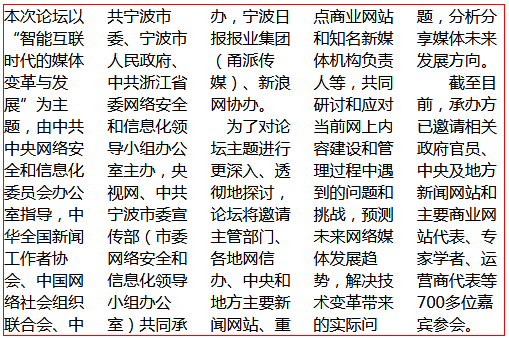 本次论坛以
“智能互联
时代的媒体
变革与发
展”为主
题，由中共
中央网络安
全和信息化
委员会办公
室指导，中
华全国新闻
工作者协
会、中国网
络社会组织
联合会、中
共宁波市
委、宁波市
人民政府、
中共浙江省
委网络安全
和信息化领
导小组办公
室主办，央
视网、中共
宁波市委宣
传部（市委
网络安全和
信息化领导
小组办公
室）共同承
办，宁波日
报报业集团
（甬派传
媒）、新浪
网协办。
为了对论
坛主题进行
更深入、透
彻地探讨，
论坛将邀请
主管部门、
各地网信
办、中央和
地方主要新
闻网站、重
点商业网站
和知名新媒
体机构负责
人等，共同
研讨和应对
当前网上内
容建设和管
理过程中遇
到的问题和
挑战，预测
未来网络媒
体发展趋
势，解决技
术变革带来
的实际问
题，分析分
享媒体未来
发展方向。
截至目
前，承办方
已邀请相关
政府官员、
中央及地方
新闻网站和
主要商业网
站代表、专
家学者、运
营商代表等
700多位嘉
宾参会。